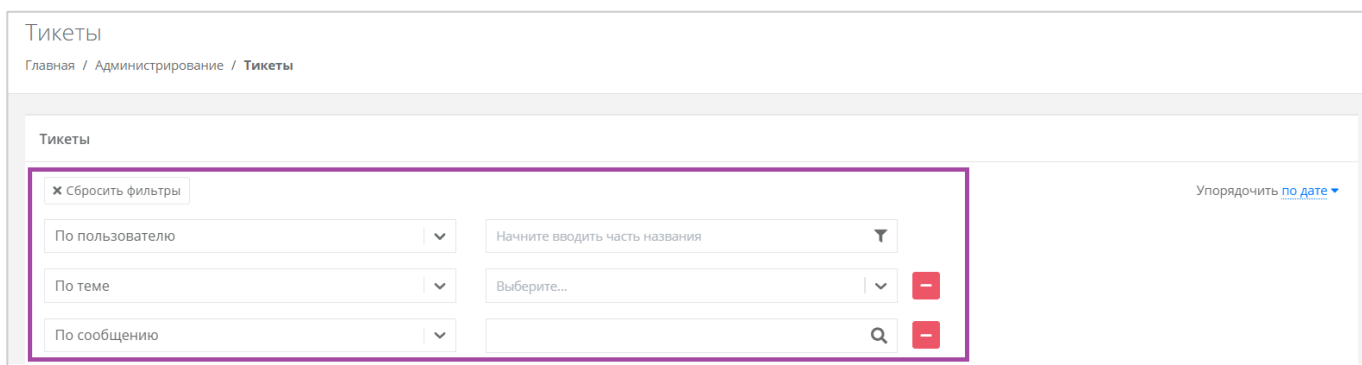 Тикеты
Главная / Администрирование / Тикеты
Тикеты
Сбросить фильтры
Упорядочить по дате
По пользователю
Начните вводить часть названия
По теме
Выберите...
По сообщению